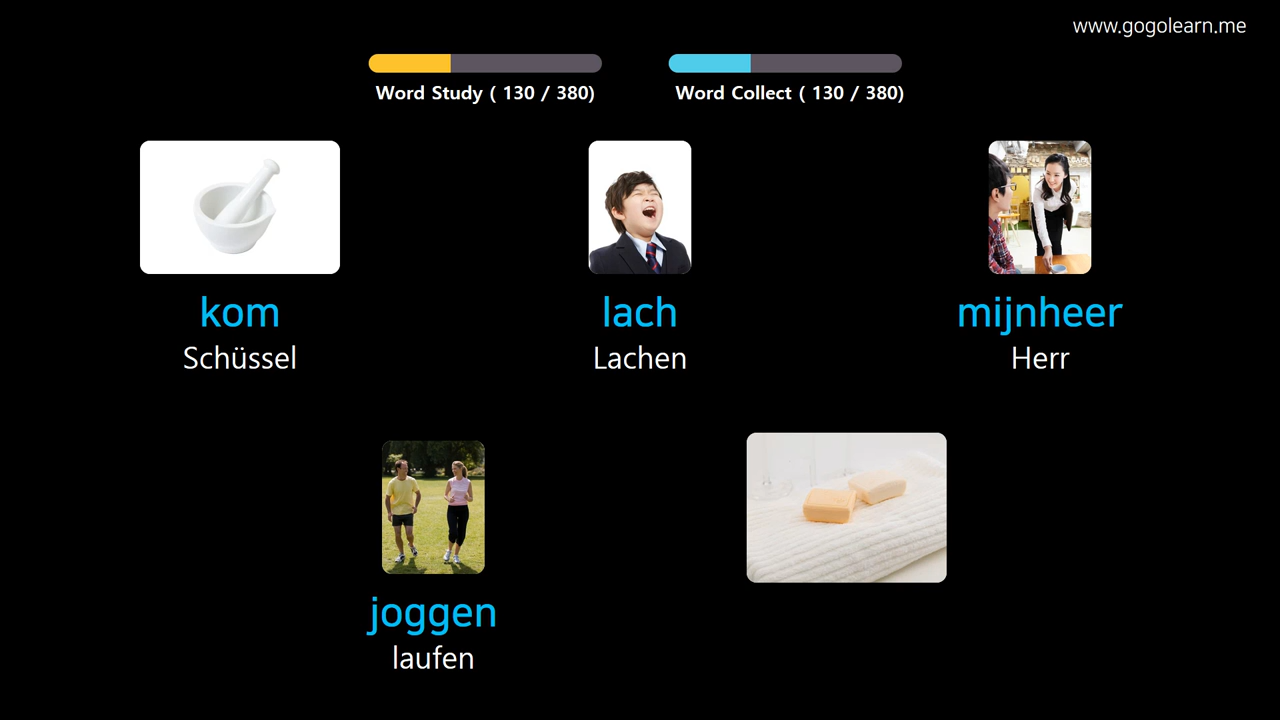 www.gogolearn.me
Word Study ( 130 / 380)
Word Collect ( 130 / 380)
kom
Schüssel
lach
Lachen
mijnheer
Herr
joggen
laufen